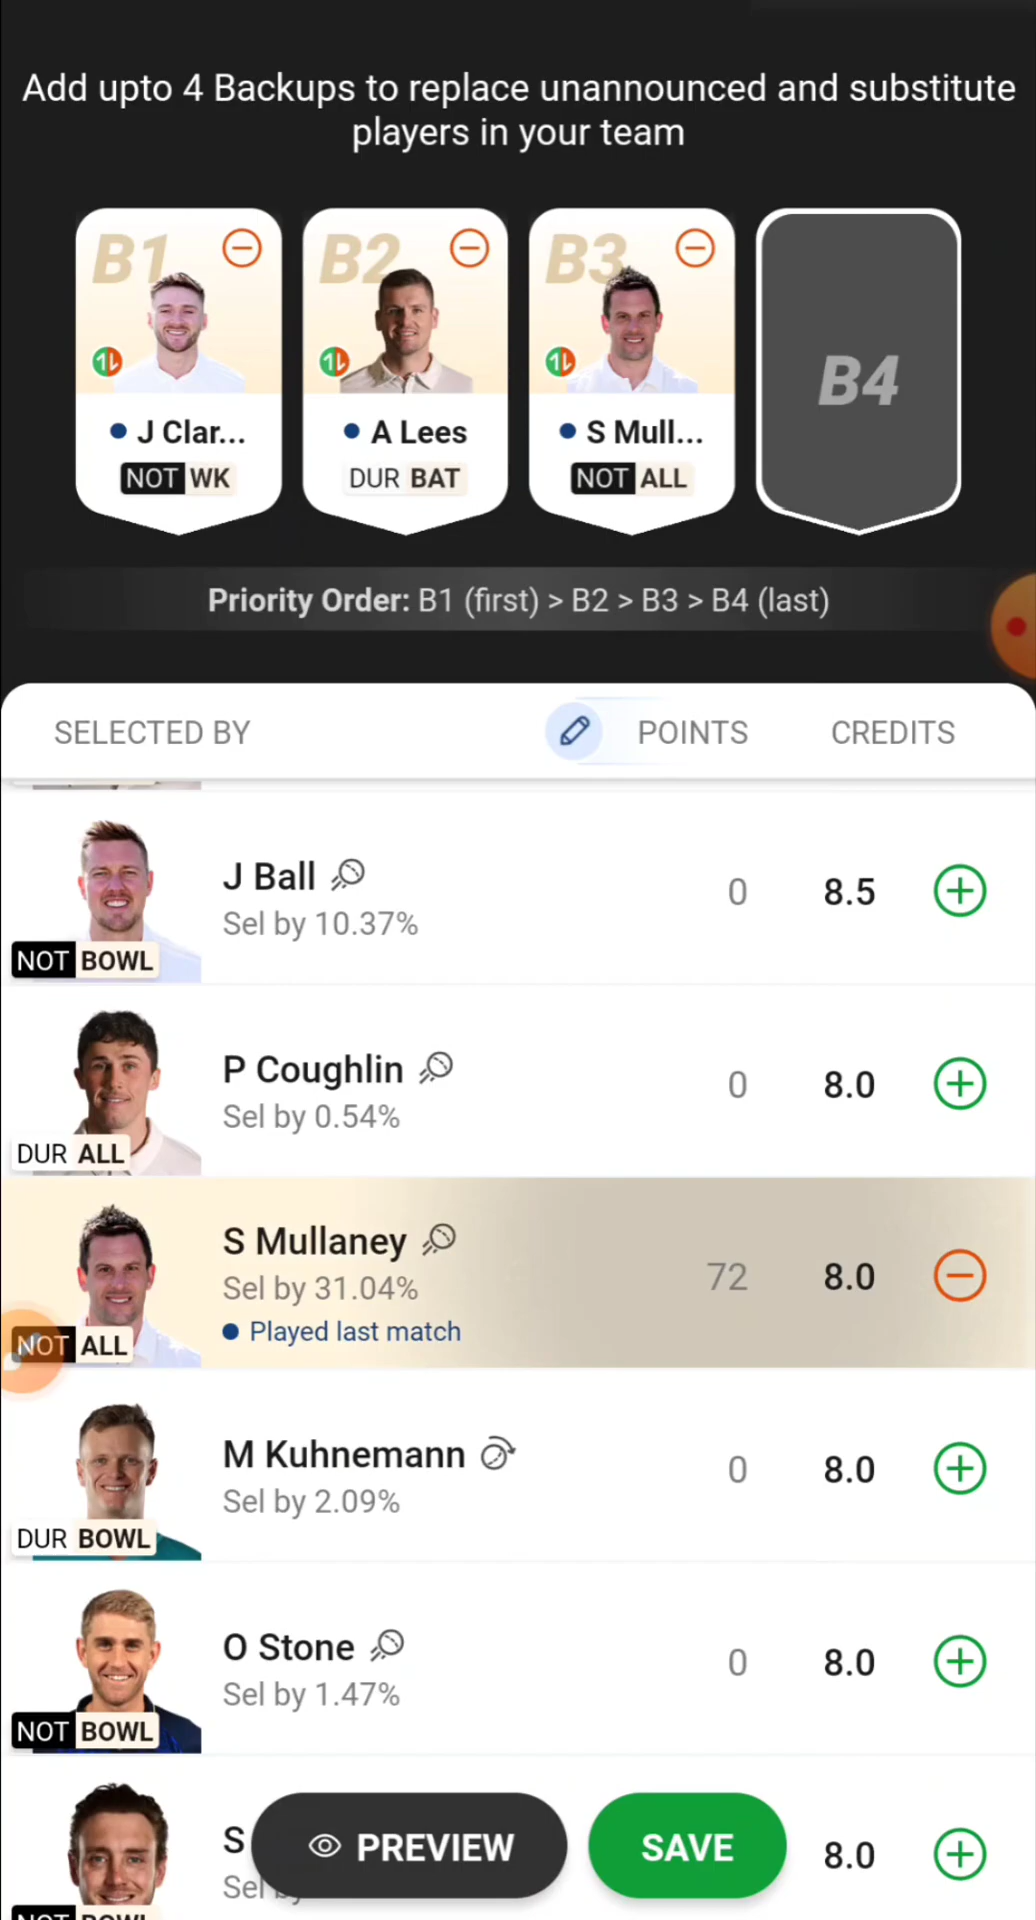 Add upto 4 Backups to replace unannounced and substitute
players in your team
B1 B2 B3 B4
J Clar... A Lees S Mull...
NOT WK DUR BAT NOT ALL
Priority Order: B1 (first) > B2 > B3 > B4 (last)
SELECTED BY POINTS CREDITS
J Ball 0 8.5
Sel by 10.37%
NOT BOWL
P Coughlin 0 8.0
Sel by 0.54%
DUR ALL
S Mullaney 72 8.0
Sel by 31.04%
Played last match
NOT ALL
M Kuhnemann 0 8.0
Sel by 2.09%
DUR BOWL
O Stone 0 8.0
Sel by 1.47%
NOT BOWL
S PREVIEW SAVE 8.0
Sel by
NOT BOWL